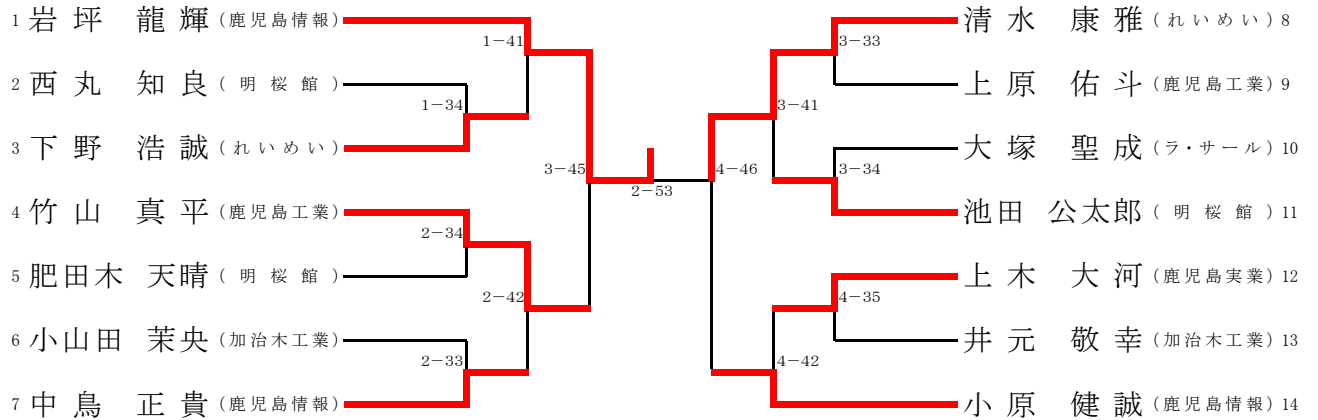 1 岩坪 龍輝 (鹿児島情報)
2 西丸 知良 (明桜館)
3 下野 浩誠 (れいめい)
4 竹山 真平 (鹿児島工業)
5 肥田木 天晴 (明桜館)
6 小山田 茉央 (加治木工業)
7 中鳥 正貴 (鹿児島情報)
1-41
1-34
2-34
2-42
2-33
3-45
2-53
4-46
3-33
3-41
3-34
4-35
4-42
清水 康雅 (れいめい) 8
上原 佑斗 (鹿児島工業) 9
大塚 聖成 (ラ・サール) 10
池田 公太郎 (明桜館) 11
上木 大河 (鹿児島実業) 12
井元 敬幸 (加治木工業) 13
小原 健誠 (鹿児島情報) 14